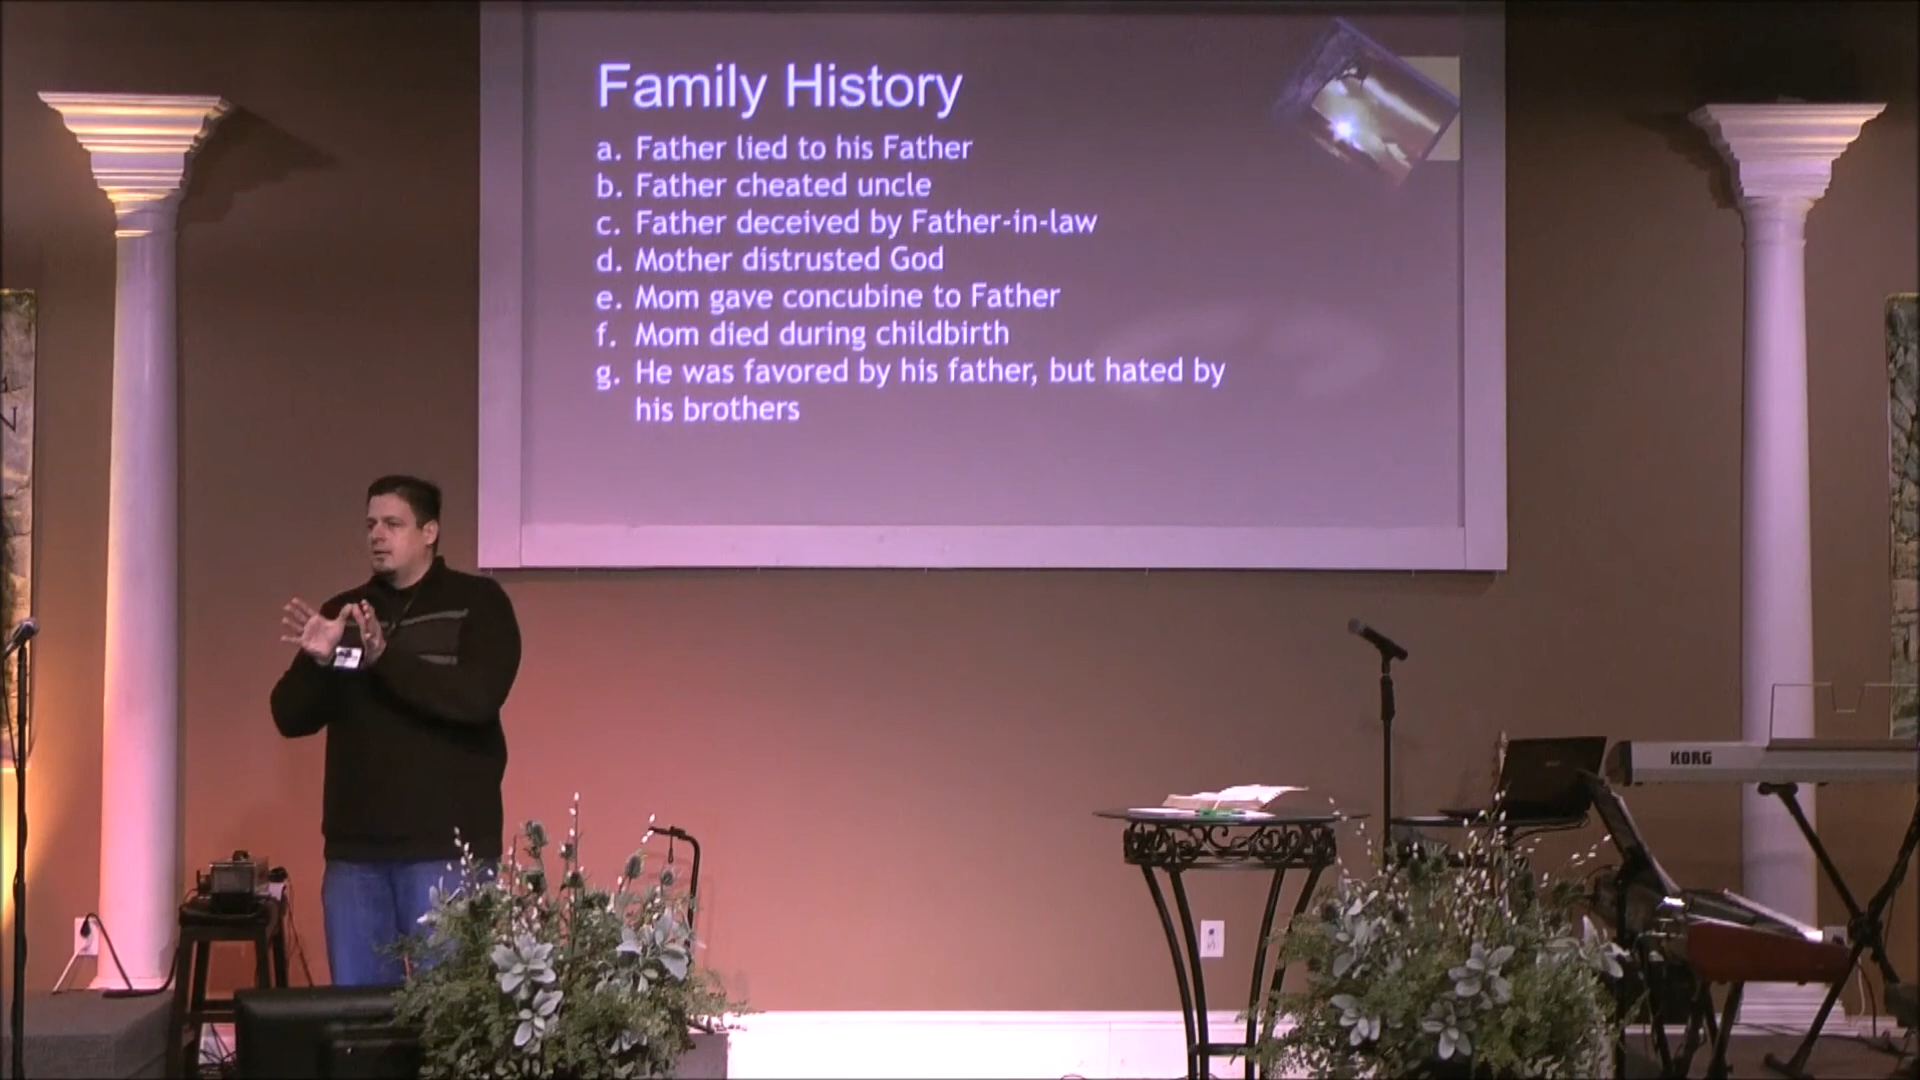 Family History
a. Father lied to his Father
b. Father cheated uncle
c. Father deceived by Father-in-law
d. Mother distrusted God
e. Mom gave concubine to Father
f. Mom died during childbirth
g. He was favored by his father, but hated by
his brothers
N
KORG